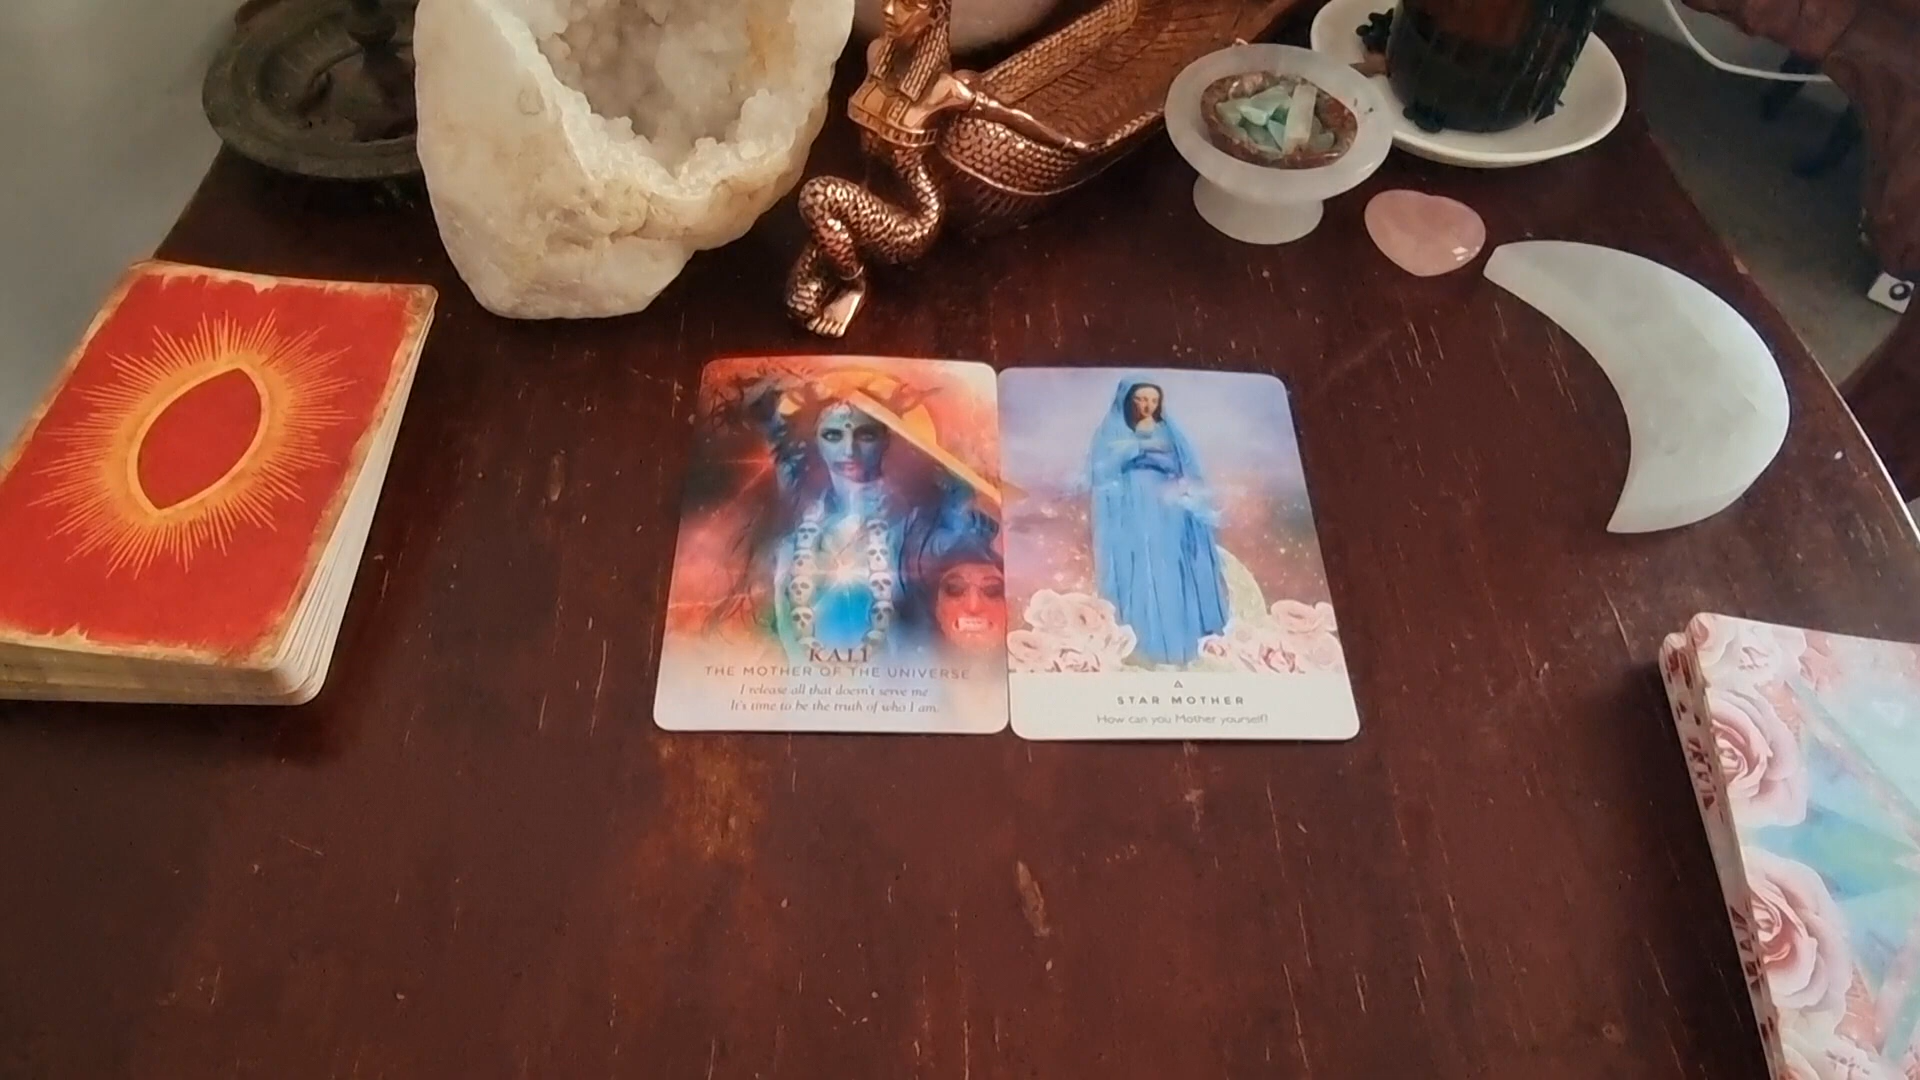 KALI
THE MOTHER OF THE UNIVERSE
I release all that doesn't serve me
It's time to be the truth of who I am.
STAR MOTHER
How can you Mother yourself?